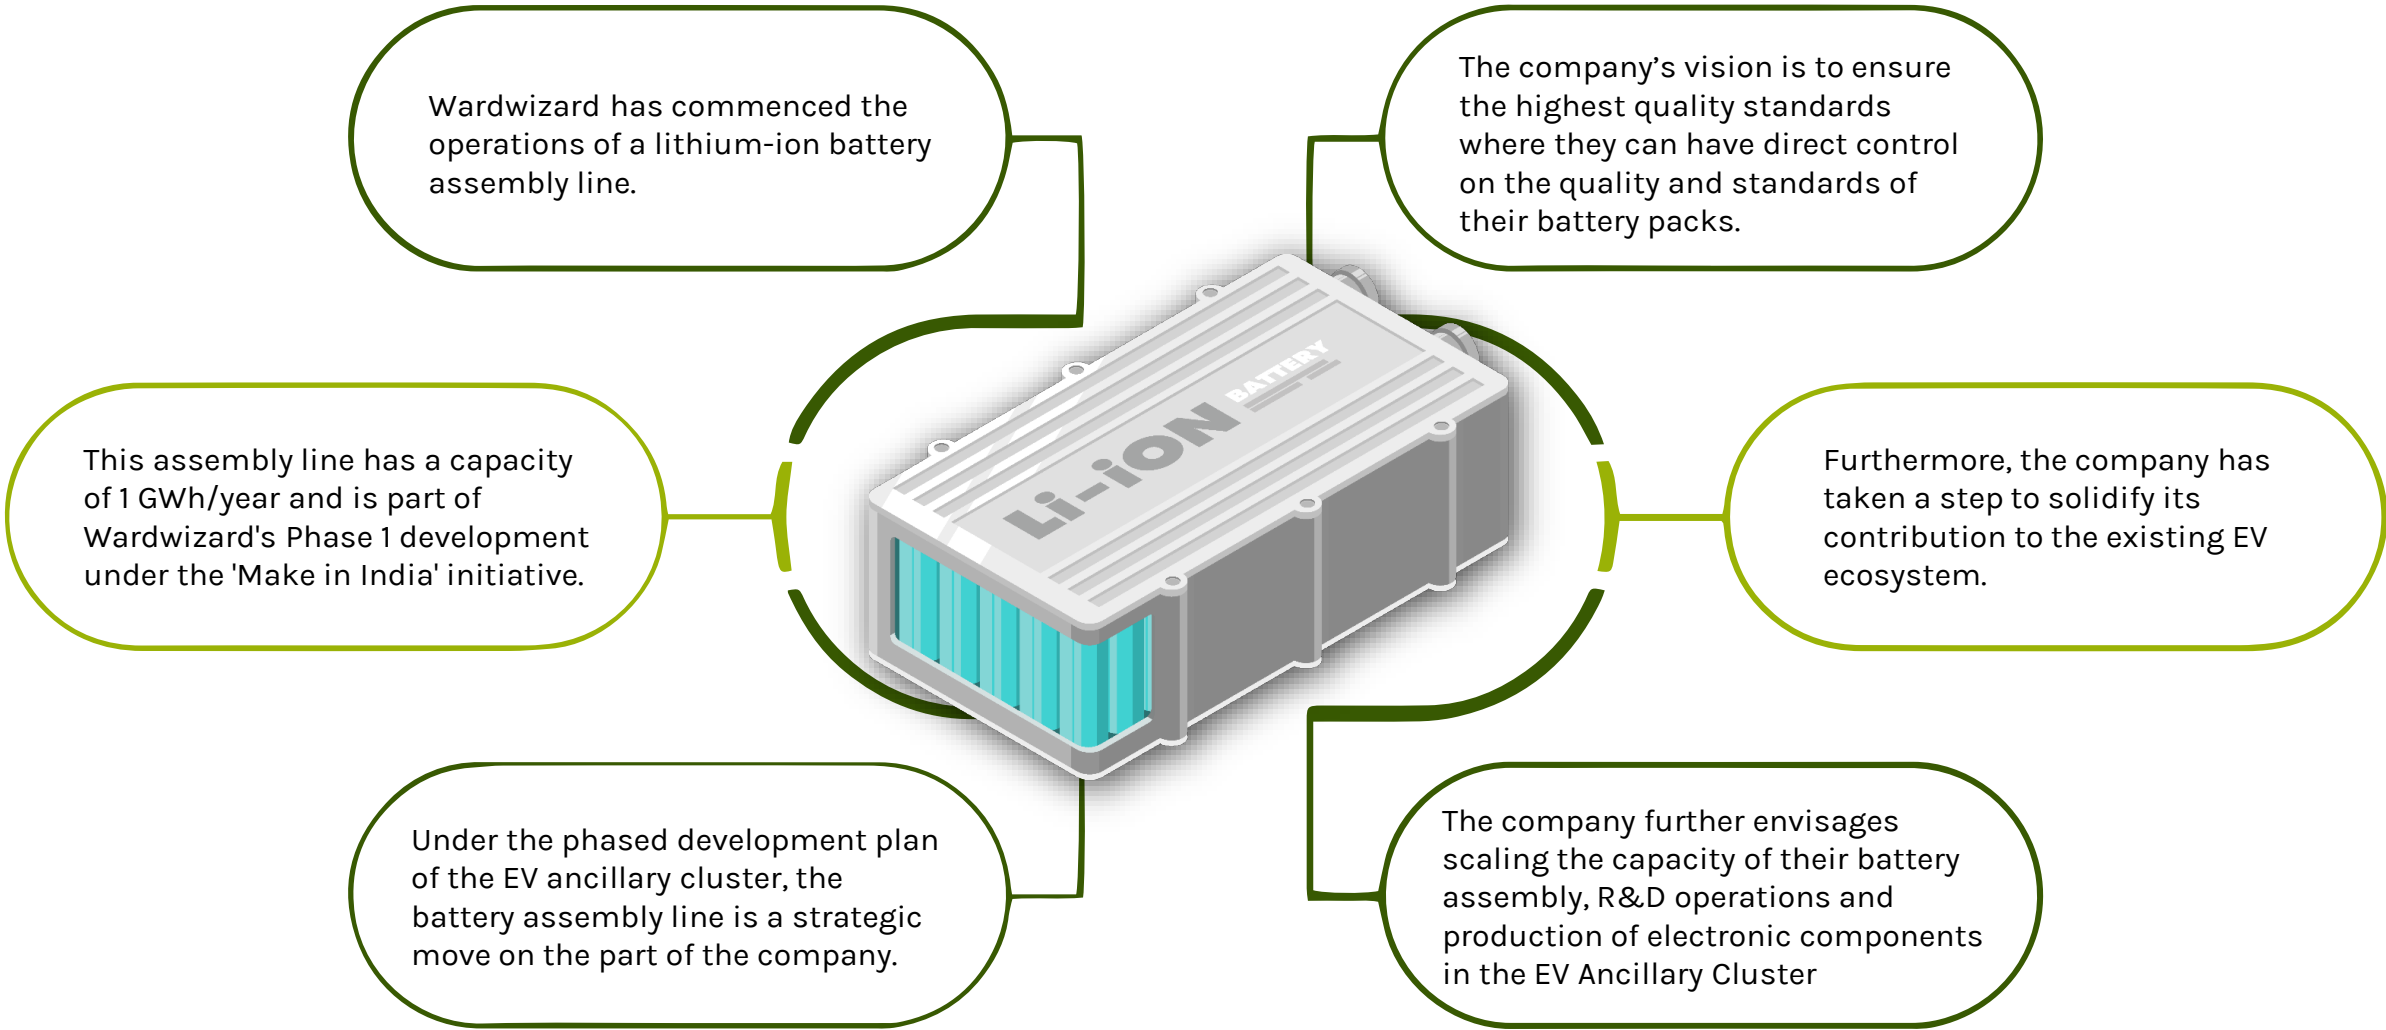 Wardwizard has commenced the
operations of a lithium-ion battery
assembly line.
The company’s vision is to ensure
the highest quality standards
where they can have direct control
on the quality and standards of
their battery packs.
This assembly line has a capacity
of 1 GWh/year and is part of
Wardwizard's Phase 1 development
under the 'Make in India' initiative.
Li-iON BATTERY
Furthermore, the company has
taken a step to solidify its
contribution to the existing EV
ecosystem.
Under the phased development plan
of the EV ancillary cluster, the
battery assembly line is a strategic
move on the part of the company.
The company further envisages
scaling the capacity of their battery
assembly, R&D operations and
production of electronic components
in the EV Ancillary Cluster